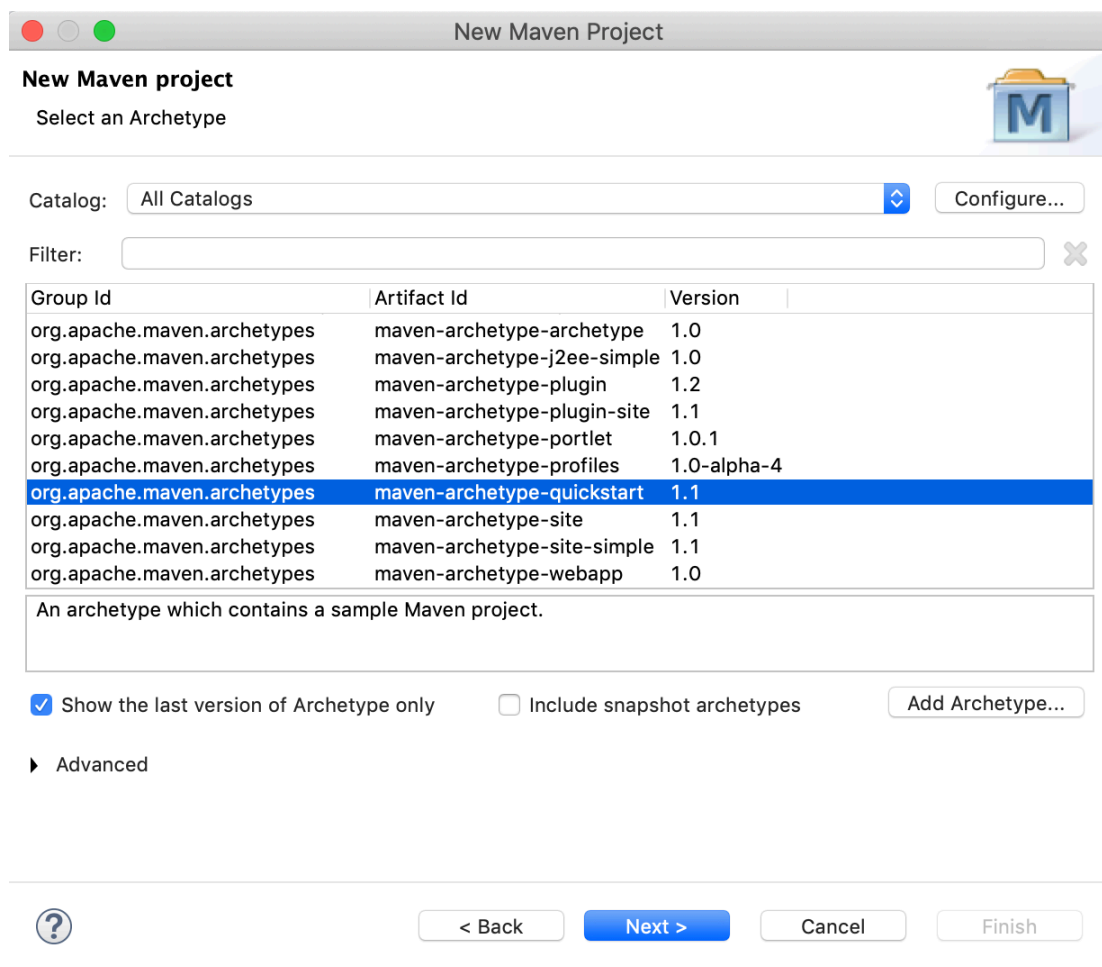 New Maven Project
New Maven project
Select an Archetype
M
Catalog: All Catalogs Configure...
Filter:
Group Id Artifact Id Version
org.apache.maven.archetypes maven-archetype-archetype 1.0
org.apache.maven.archetypes maven-archetype-j2ee-simple 1.0
org.apache.maven.archetypes maven-archetype-plugin 1.2
org.apache.maven.archetypes maven-archetype-plugin-site 1.1
org.apache.maven.archetypes maven-archetype-portlet 1.0.1
org.apache.maven.archetypes maven-archetype-profiles 1.0-alpha-4
org.apache.maven.archetypes maven-archetype-quickstart 1.1
org.apache.maven.archetypes maven-archetype-site 1.1
org.apache.maven.archetypes maven-archetype-site-simple 1.1
org.apache.maven.archetypes maven-archetype-webapp 1.0
An archetype which contains a sample Maven project.
Show the last version of Archetype only Include snapshot archetypes Add Archetype...
Advanced
? < Back Next > Cancel Finish